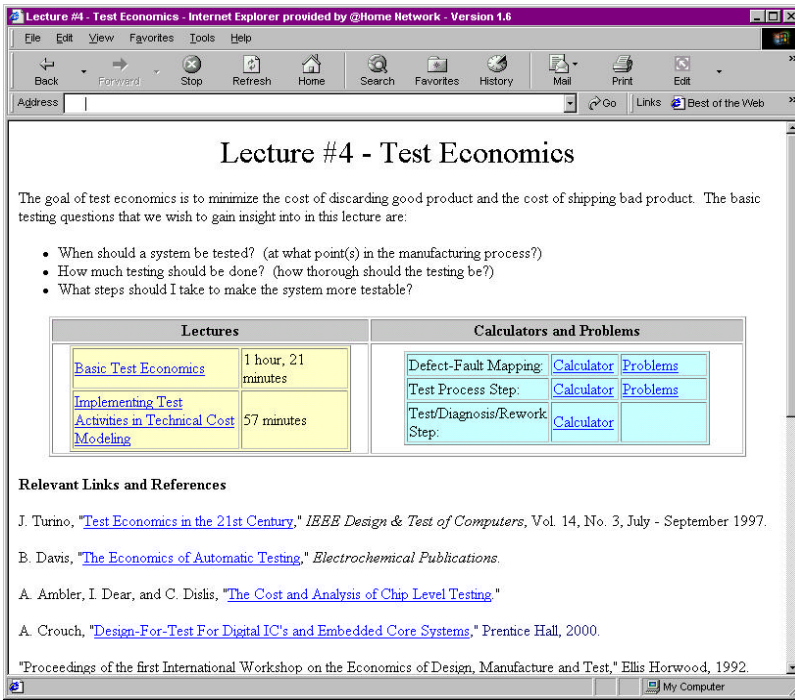 Lecture #4 - Test Economics - Internet Explorer provided by @Home Network - Version 1.6
File Edit View Favorites Tools Help
Back Forward Stop Refresh Home Search Favorites History Mail Print Edit
Address Go Links Best of the Web
Lecture #4 - Test Economics
The goal of test economics is to minimize the cost of discarding good product and the cost of shipping bad product. The basic
testing questions that we wish to gain insight into in this lecture are:
• When should a system be tested? (at what point(s) in the manufacturing process?)
• How much testing should be done? (how thorough should the testing be?)
• What steps should I take to make the system more testable?
Lectures
Basic Test Economics
1 hour, 21
minutes
Implementing Test
Activities in Technical Cost
Modeling
57 minutes
Calculators and Problems
Defect-Fault Mapping: Calculator Problems
Test Process Step: Calculator Problems
Test/Diagnosis/Rework
Step:
Calculator
Relevant Links and References
J. Turino, "Test Economics in the 21st Century," IEEE Design & Test of Computers, Vol. 14, No. 3, July - September 1997.
B. Davis, "The Economics of Automatic Testing," Electrochemical Publications.
A. Ambler, I. Dear, and C. Dislis, "The Cost and Analysis of Chip Level Testing."
A. Crouch, "Design-For-Test For Digital IC's and Embedded Core Systems," Prentice Hall, 2000.
"Proceedings of the first International Workshop on the Economics of Design, Manufacture and Test," Ellis Horwood, 1992.
My Computer